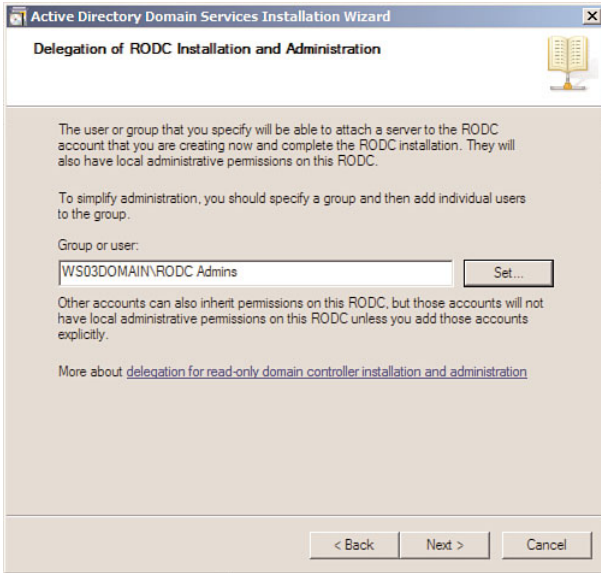 Active Directory Domain Services Installation Wizard
Delegation of RODC Installation and Administration
The user or group that you specify will be able to attach a server to the RODC
account that you are creating now and complete the RODC installation. They will
also have local administrative permissions on this RODC.
To simplify administration, you should specify a group and then add individual users
to the group.
Group or user:
WS03DOMAIN\RODC Admins
Set...
Other accounts can also inherit permissions on this RODC, but those accounts will not
have local administrative permissions on this RODC unless you add those accounts
explicitly.
More about delegation for read-only domain controller installation and administration
< Back Next > Cancel